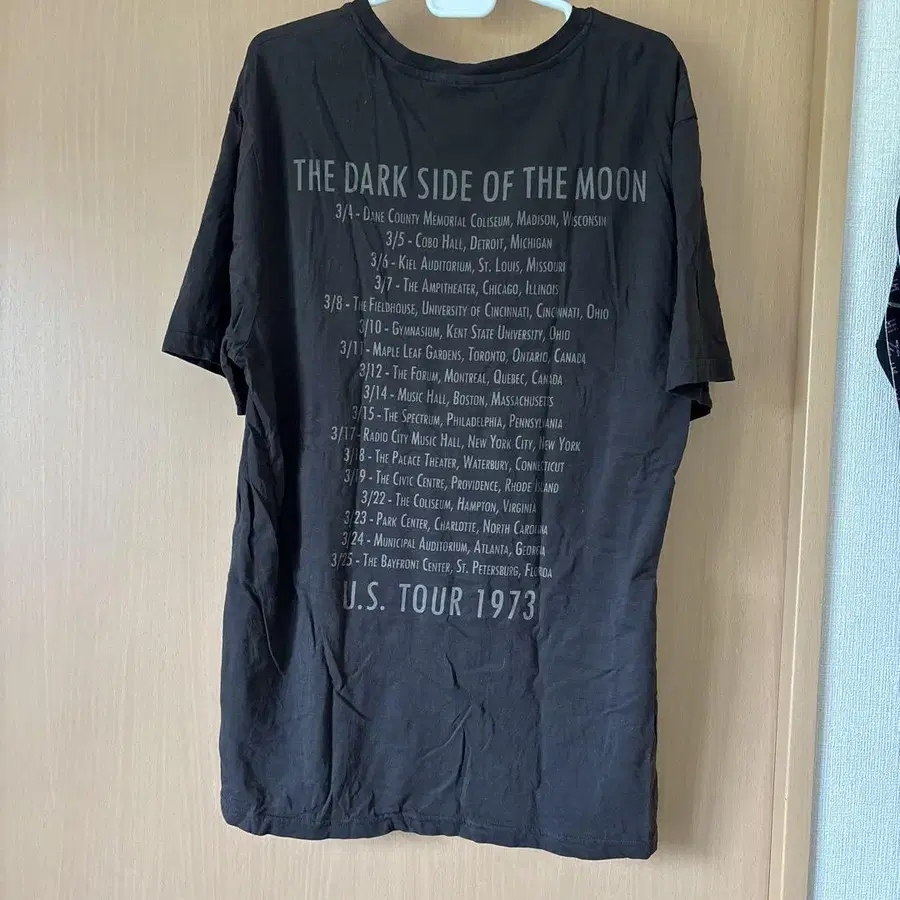 THE DARK SIDE OF THE MOON
3/4 - DANE COUNTY MEMORIAL COLISEUM, MADISON, WISCONSIN
3/5 - COBO HALL, DETROIT, MICHIGAN
3/6 - KIEL AUDITORIUM, ST. LOUIS, MISSOURI
3/7 - THE AMPITHEATER, CHICAGO, ILLINOIS
3/8 - THE FIELDHOUSE, UNIVERSITY OF CINCINNATI, CINCINNATI, OHIO
3/10 - GYMNASIUM, KENT STATE UNIVERSITY, OHIO
3/11 - MAPLE LEAF GARDENS, TORONTO, ONTARIO, CANADA
3/12 - THE FORUM, MONTREAL, QUEBEC, CANADA
3/14 - MUSIC HALL, BOSTON, MASSACHUSETTS
3/15 - THE SPECTRUM, PHILADELPHIA, PENNSYLVANIA
3/17 - RADIO CITY MUSIC HALL, NEW YORK CITY, NEW YORK
3/18 - THE PALACE THEATER, WATERBURY, CONNECTICUT
3/19 - THE CIVIC CENTRE, PROVIDENCE, RHODE ISLAND
3/22 - THE COLISEUM, HAMPTON, VIRGINIA
3/23 - PARK CENTER, CHARLOTTE, NORTH CAROLINA
3/24 - MUNICIPAL AUDITORIUM, ATLANTA, GEORGIA
3/25 - THE BAYFRONT CENTER, ST. PETERSBURG, FLORIDA
U.S. TOUR 1973